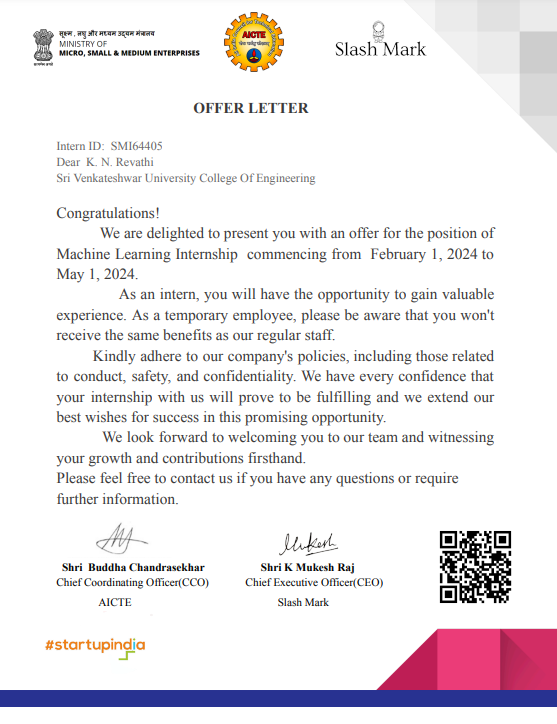 सूक्ष्म, लघु और मध्यम उद्यम मंत्रालय
MINISTRY OF
MICRO, SMALL & MEDIUM ENTERPRISES
AICTE
Slash Mark
OFFER LETTER
Intern ID: SMI64405
Dear K. N. Revathi
Sri Venkateshwar University College Of Engineering
Congratulations!
We are delighted to present you with an offer for the position of
Machine Learning Internship commencing from February 1, 2024 to
May 1, 2024.
As an intern, you will have the opportunity to gain valuable
experience. As a temporary employee, please be aware that you won't
receive the same benefits as our regular staff.
Kindly adhere to our company's policies, including those related
to conduct, safety, and confidentiality. We have every confidence that
your internship with us will prove to be fulfilling and we extend our
best wishes for success in this promising opportunity.
We look forward to welcoming you to our team and witnessing
your growth and contributions firsthand.
Please feel free to contact us if you have any questions or require
further information.
Mukesh
Shri Buddha Chandrasekhar
Chief Coordinating Officer(CCO)
AICTE
Shri K Mukesh Raj
Chief Executive Officer(CEO)
Slash Mark
#startupindia